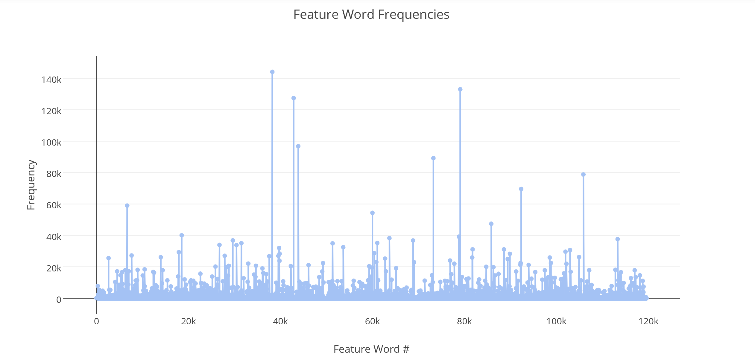 Feature Word Frequencies
140k
120k
100k
80k
60k
40k
20k
0
Frequency
0 20k 40k 60k 80k 100k 120k
Feature Word #